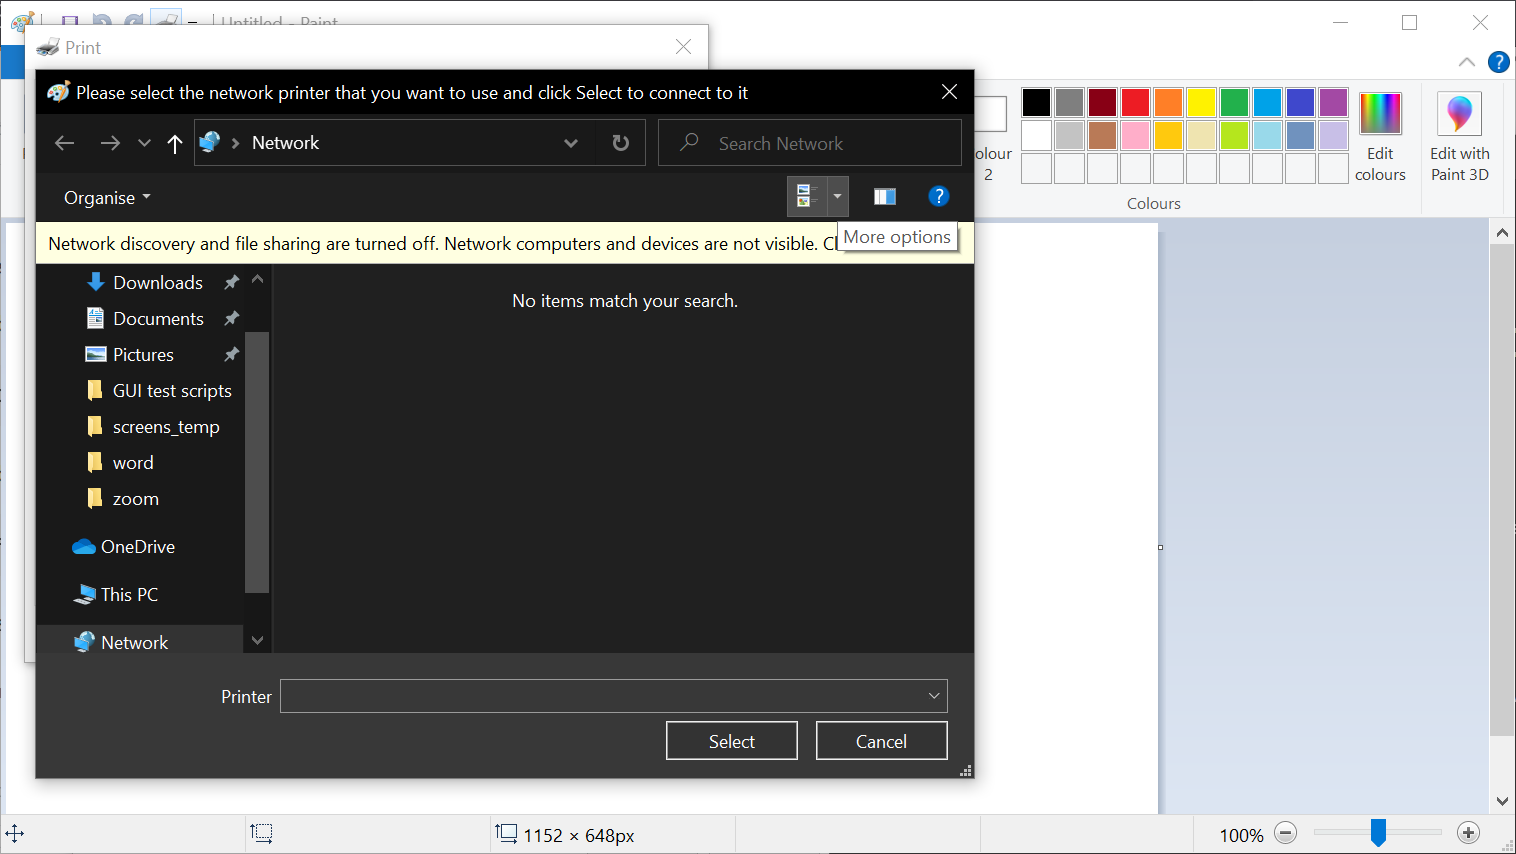 Untitled - Paint
Print
Please select the network printer that you want to use and click Select to connect to it
Network
Search Network
Organise
?
?
Network discovery and file sharing are turned off. Network computers and devices are not visible.
More options
Downloads
Documents
Pictures
GUI test scripts
screens_temp
word
zoom
OneDrive
This PC
Network
No items match your search.
Printer
Select
Cancel
olour
2
Edit
colours
Edit with
Paint 3D
Colours
1152 × 648px
100%